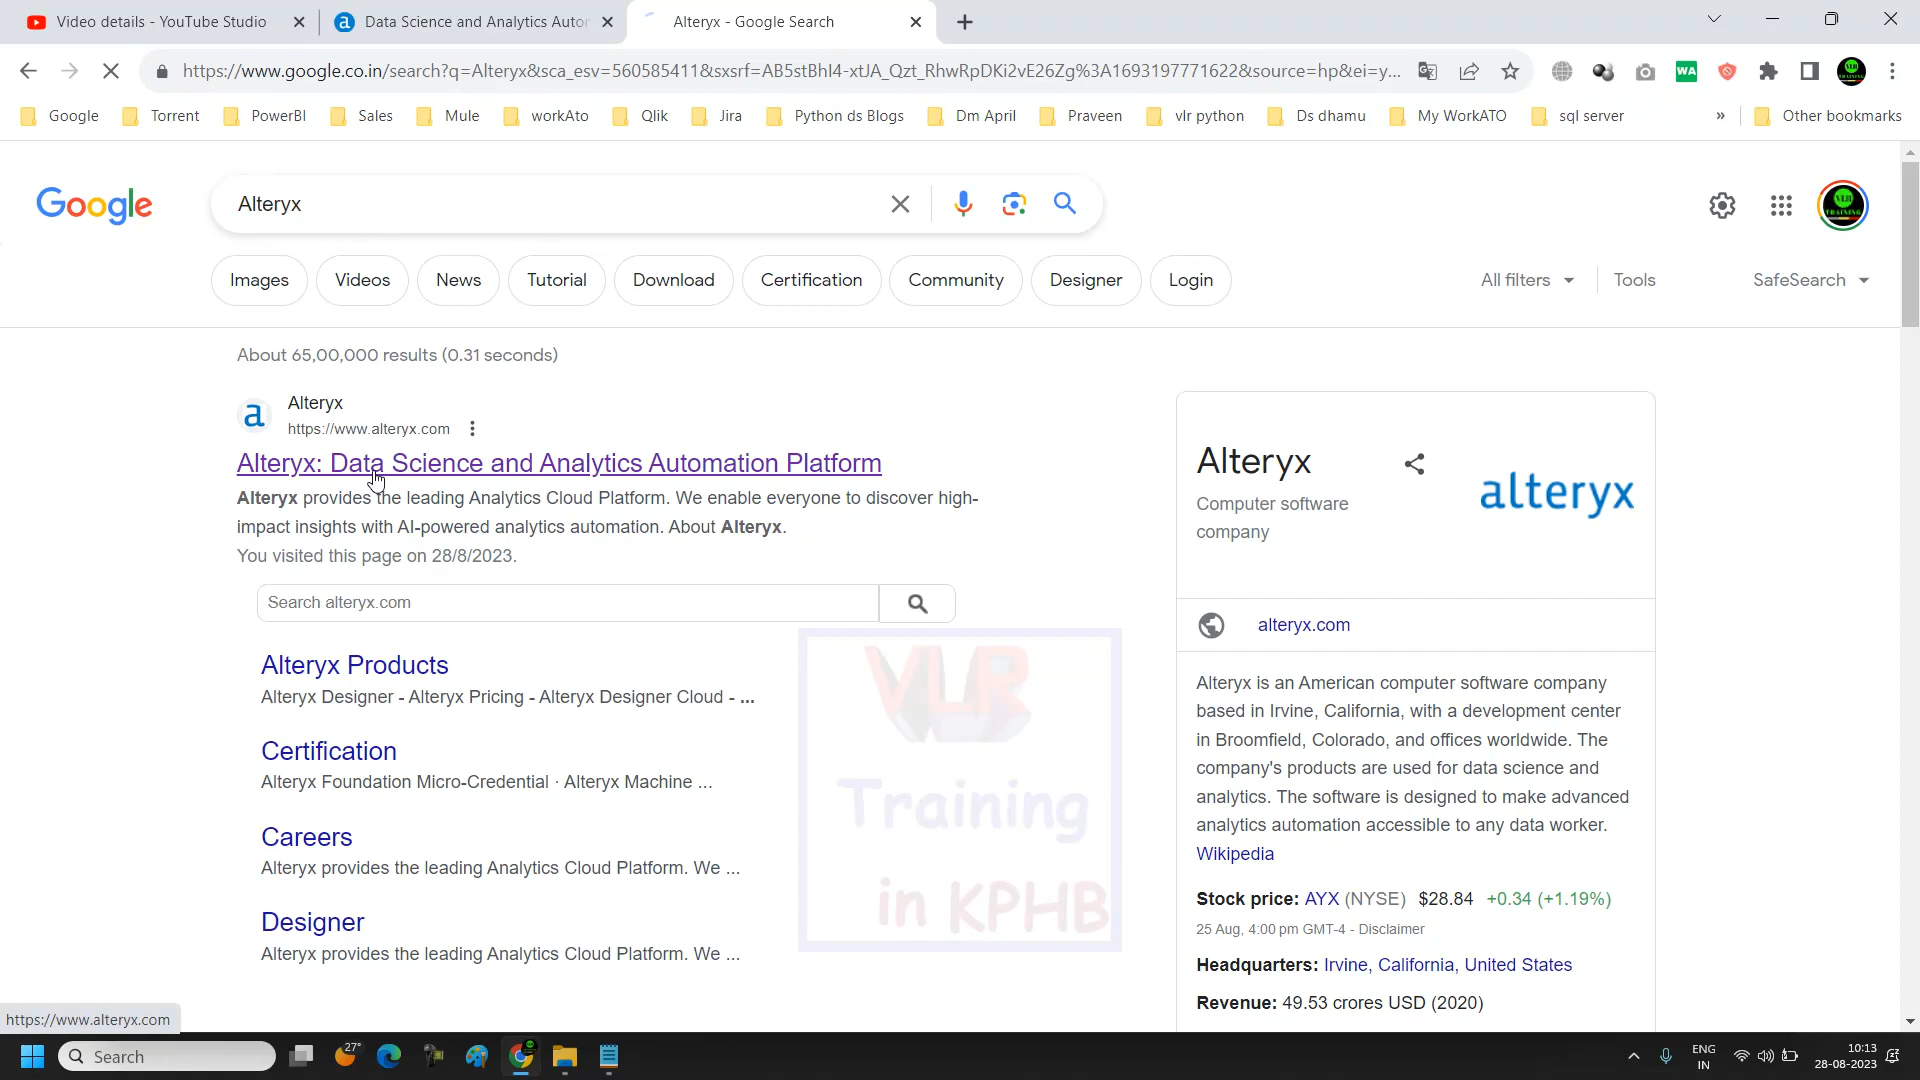 Video details - YouTube Studio
Data Science and Analytics Autor
Alteryx - Google Search
https://www.google.co.in/search?q=Alteryx&sca_esv=560585411&sxsrf=AB5stBhI4-xtJA_Qzt_RhwRpDKi2vE26Zg%3A1693197771622&source=hp&ei=y...
Google
Torrent
PowerBI
Sales
Mule
workAto
Qlik
Jira
Python ds Blogs
Dm April
Praveen
vlr python
Ds dhamu
My WorkATO
sql server
»
Other bookmarks
Google
Alteryx
Images
Videos
News
Tutorial
Download
Certification
Community
Designer
Login
All filters
Tools
SafeSearch
About 65,00,000 results (0.31 seconds)
Alteryx
https://www.alteryx.com
Alteryx: Data Science and Analytics Automation Platform
Alteryx provides the leading Analytics Cloud Platform. We enable everyone to discover high-
impact insights with AI-powered analytics automation. About Alteryx.
You visited this page on 28/8/2023.
Search alteryx.com
Alteryx Products
Alteryx Designer - Alteryx Pricing - Alteryx Designer Cloud - ...
Certification
Alteryx Foundation Micro-Credential · Alteryx Machine ...
Careers
Alteryx provides the leading Analytics Cloud Platform. We ...
Designer
Alteryx provides the leading Analytics Cloud Platform. We ...
VLR
Training
in KPHB
Alteryx
Computer software
company
alteryx
alteryx.com
Alteryx is an American computer software company
based in Irvine, California, with a development center
in Broomfield, Colorado, and offices worldwide. The
company's products are used for data science and
analytics. The software is designed to make advanced
analytics automation accessible to any data worker.
Wikipedia
Stock price: AYX (NYSE) $28.84 +0.34 (+1.19%)
25 Aug, 4:00 pm GMT-4 - Disclaimer
Headquarters: Irvine, California, United States
Revenue: 49.53 crores USD (2020)
https://www.alteryx.com
Search
27°
ENG
IN
10:13
28-08-2023